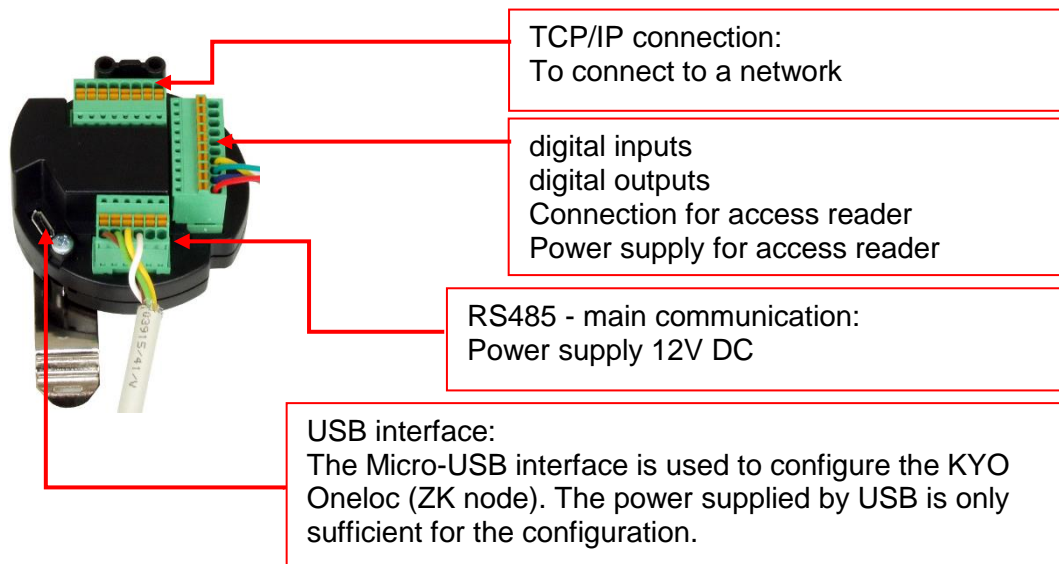 TCP/IP connection:
To connect to a network
digital inputs
digital outputs
Connection for access reader
Power supply for access reader
RS485 - main communication:
Power supply 12V DC
USB interface:
The Micro-USB interface is used to configure the KYO
Oneloc (ZK node). The power supplied by USB is only
sufficient for the configuration.